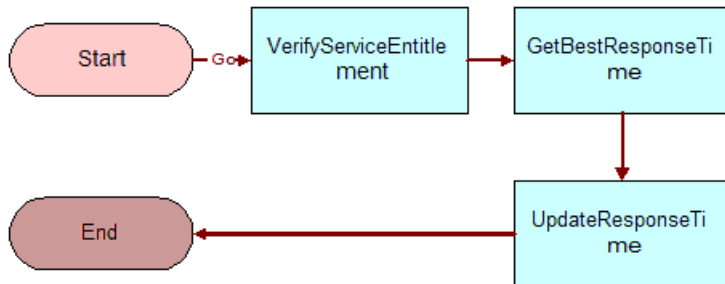 Start
Go
VerifyServiceEntitle
ment
GetBestResponseTi
me
UpdateResponseTi
me
End